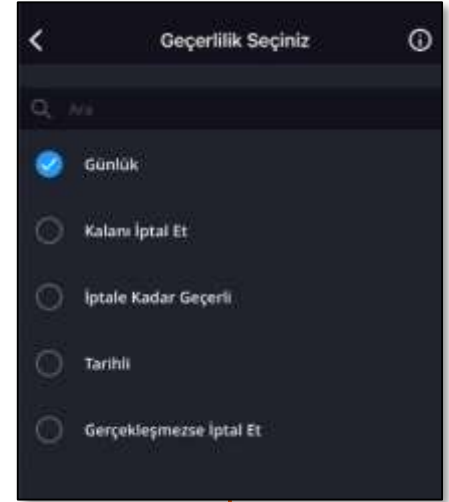 Geçerlilik Seçiniz
Ara
Günlük
Kalanı İptal Et
İptale Kadar Geçerli
Tarihli
Gerçekleşmezse İptal Et